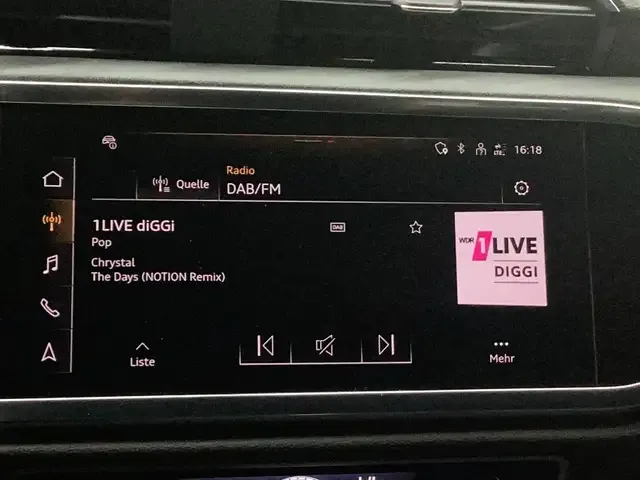 16:18
Radio
Quelle
DAB/FM
1LIVE diGGi
DAB
Pop
Chrystal
The Days (NOTION Remix)
WDR 1LIVE
DIGGI
Liste
Mehr